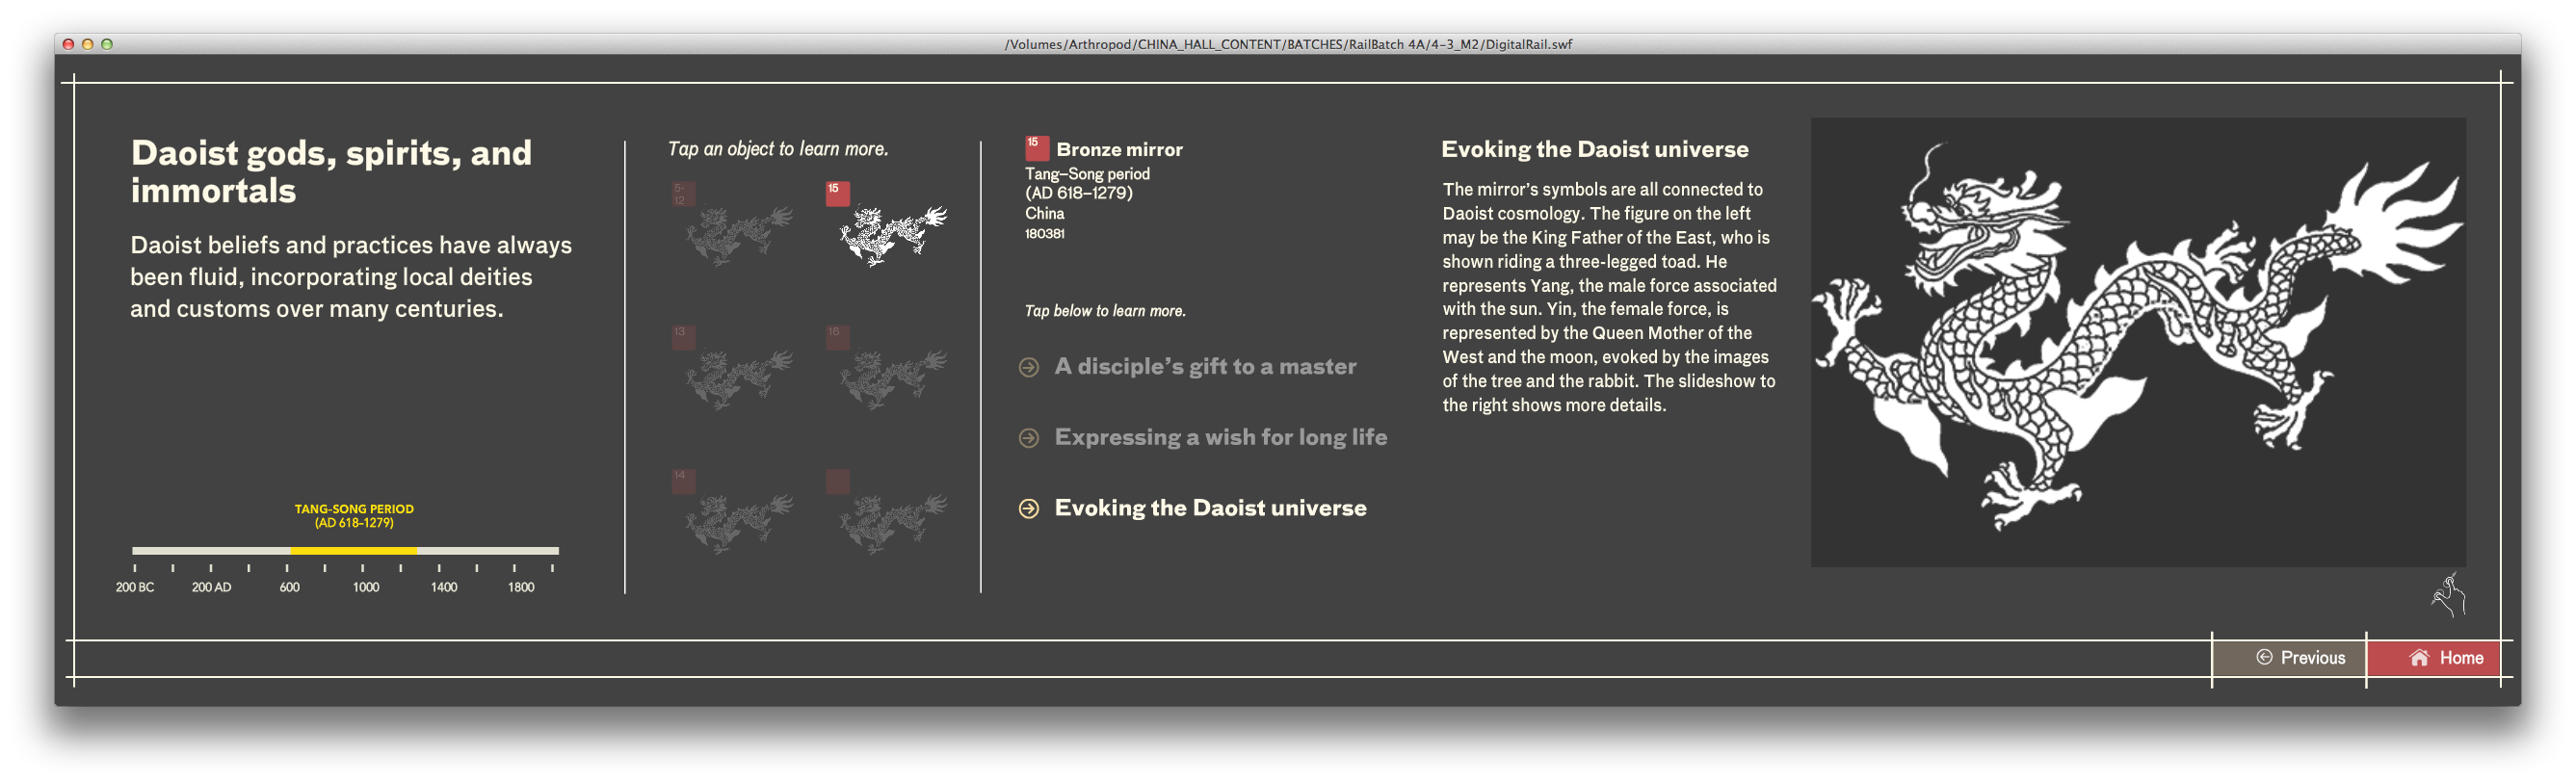 /Volumes/Arthropod/CHINA_HALL_CONTENT/BATCHES/RailBatch 4A/4-3_M2/DigitalRail.swf
Daoist gods, spirits, and
immortals
Daoist beliefs and practices have always
been fluid, incorporating local deities
and customs over many centuries.
TANG-SONG PERIOD
(AD 618–1279)
200 BC 200 AD 600 1000 1400 1800
Tap an object to learn more.
5-
12
15
13
16
14
15 Bronze mirror
Tang–Song period
(AD 618–1279)
China
180381
Tap below to learn more.
A disciple’s gift to a master
Expressing a wish for long life
Evoking the Daoist universe
Evoking the Daoist universe
The mirror’s symbols are all connected to
Daoist cosmology. The figure on the left
may be the King Father of the East, who is
shown riding a three-legged toad. He
represents Yang, the male force associated
with the sun. Yin, the female force, is
represented by the Queen Mother of the
West and the moon, evoked by the images
of the tree and the rabbit. The slideshow to
the right shows more details.
Previous
Home